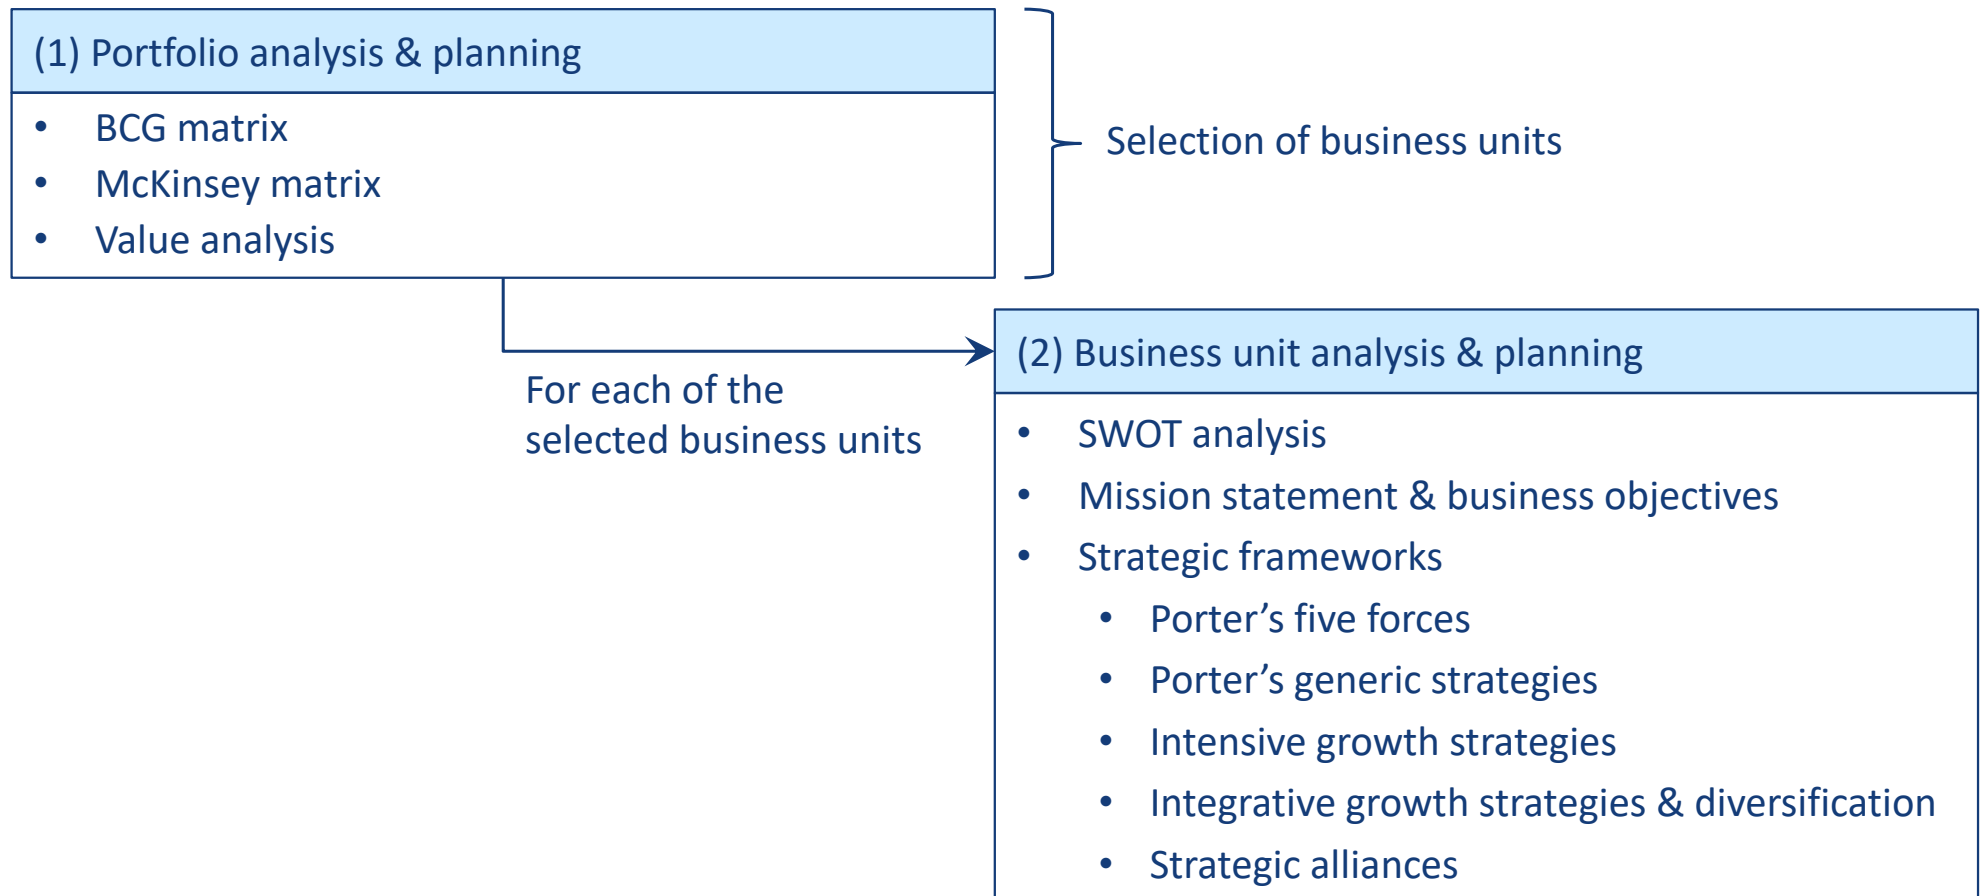 (1) Portfolio analysis & planning
• BCG matrix
• McKinsey matrix
• Value analysis
Selection of business units
For each of the
selected business units
(2) Business unit analysis & planning
• SWOT analysis
• Mission statement & business objectives
• Strategic frameworks
• Porter’s five forces
• Porter’s generic strategies
• Intensive growth strategies
• Integrative growth strategies & diversification
• Strategic alliances